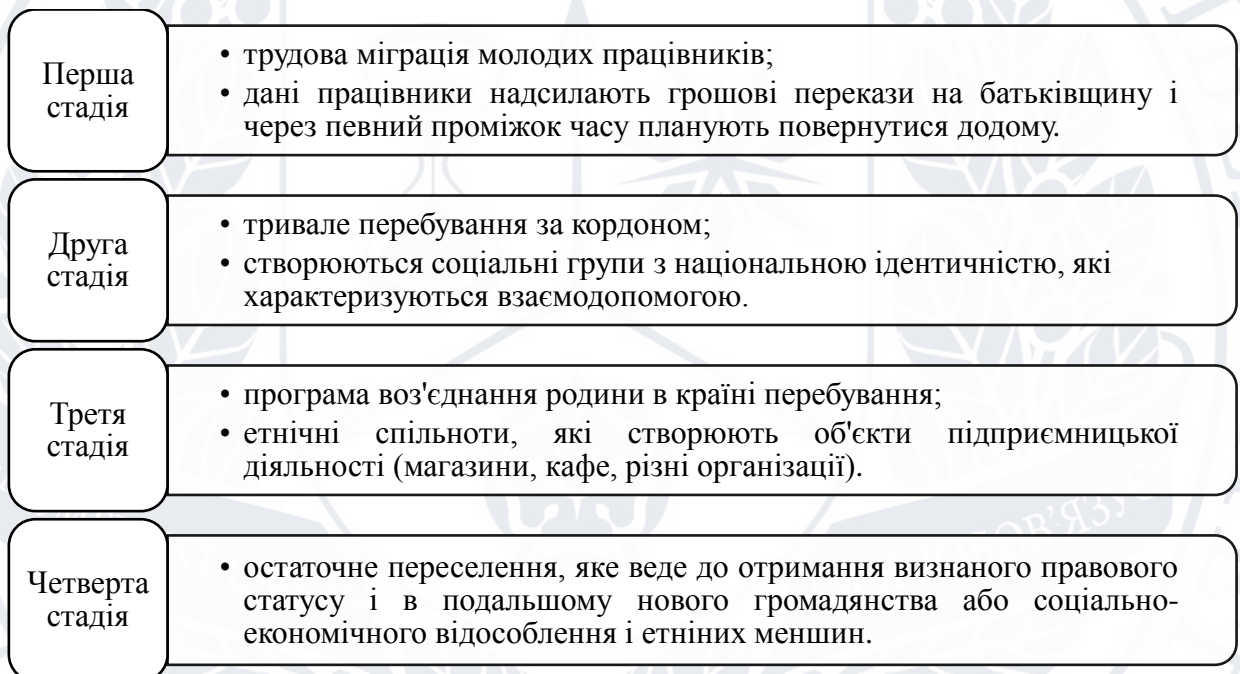 Перша
стадія
• трудова міграція молодих працівників;
• дані працівники надсилають грошові перекази на батьківщину і
через певний проміжок часу планують повернутися додому.
Друга
стадія
• тривале перебування за кордоном;
• створюються соціальні групи з національною ідентичністю, які
характеризуються взаємодопомогою.
Третя
стадія
• програма воз'єднання родини в країні перебування;
• етнічні спільноти, які створюють об'єкти підприємницької
діяльності (магазини, кафе, різні організації).
Четверта
стадія
• остаточне переселення, яке веде до отримання визнаного правового
статусу і в подальшому нового громадянства або соціально-
економічного відособлення і етніних меншин.